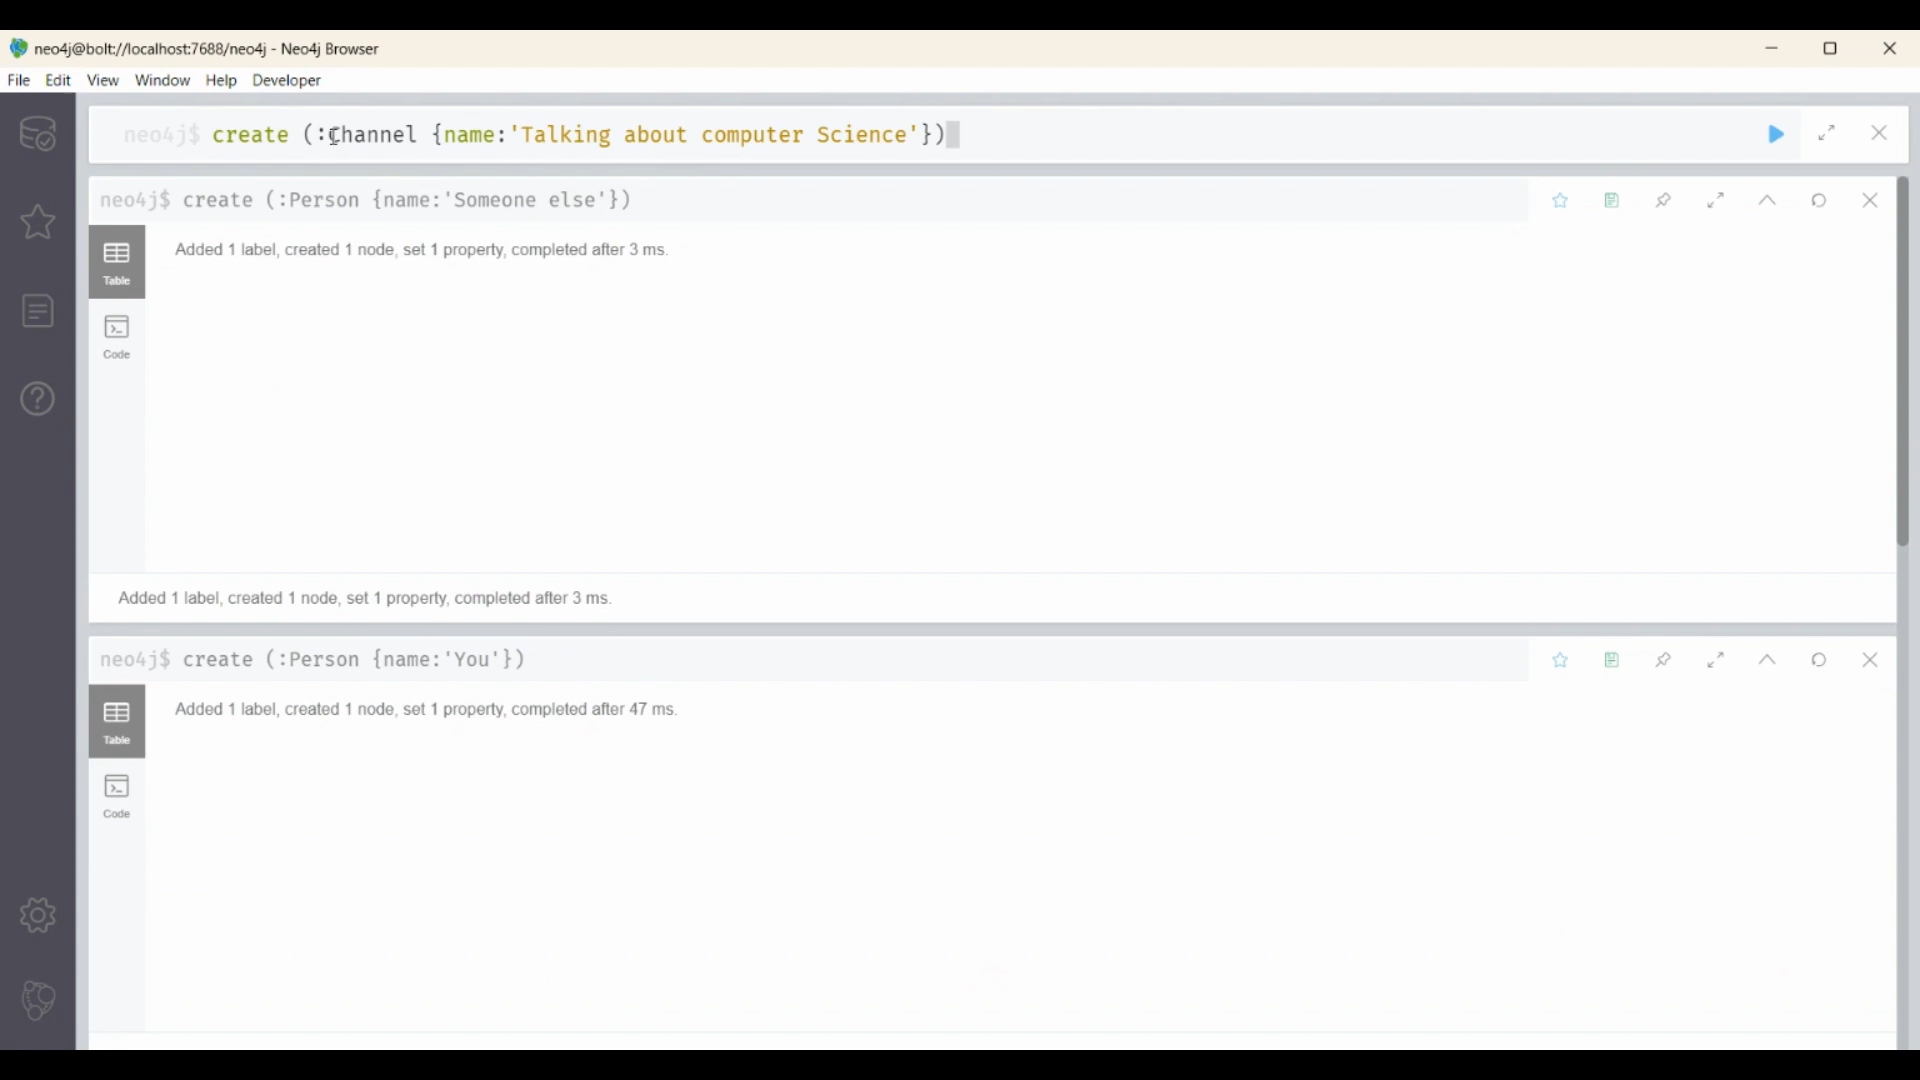 neo4j@bolt://localhost:7688/neo4j - Neo4j Browser
File Edit View Window Help Developer
neo4j$ create (:Channel {name:'Talking about computer Science'})
neo4j$ create (:Person {name:'Someone else'})
Added 1 label, created 1 node, set 1 property, completed after 3 ms.
Table
Code
Added 1 label, created 1 node, set 1 property, completed after 3 ms.
neo4j$ create (:Person {name:'You'})
Added 1 label, created 1 node, set 1 property, completed after 47 ms.
Table
Code